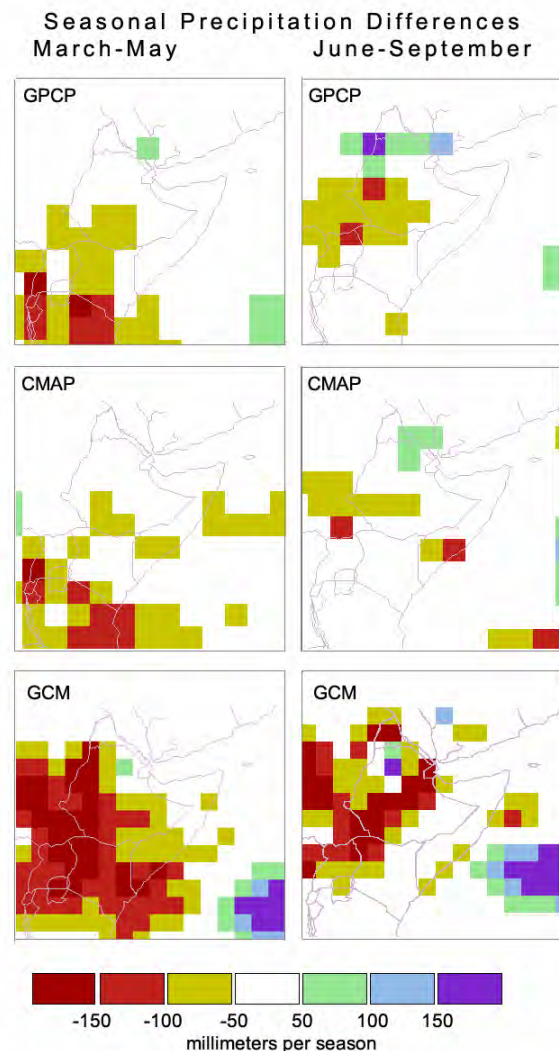 Seasonal Precipitation Differences
March-May June-September
GPCP GPCP
CMAP CMAP
GCM GCM
-150 -100 -50 50 100 150
millimeters per season